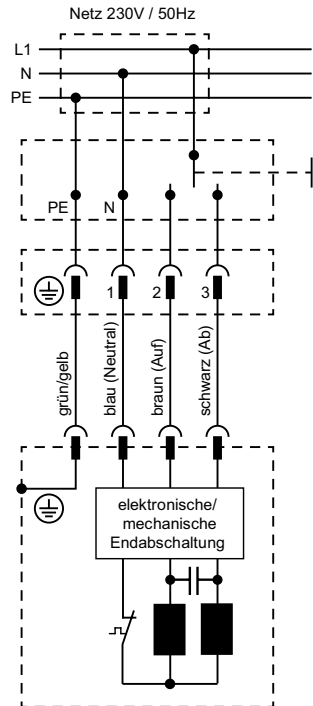 Netz 230V / 50Hz
L1
N
PE
PE
N
1
2
3
grün/gelb
blau (Neutral)
braun (Auf)
schwarz (Ab)
elektronische/
mechanische
Endabschaltung